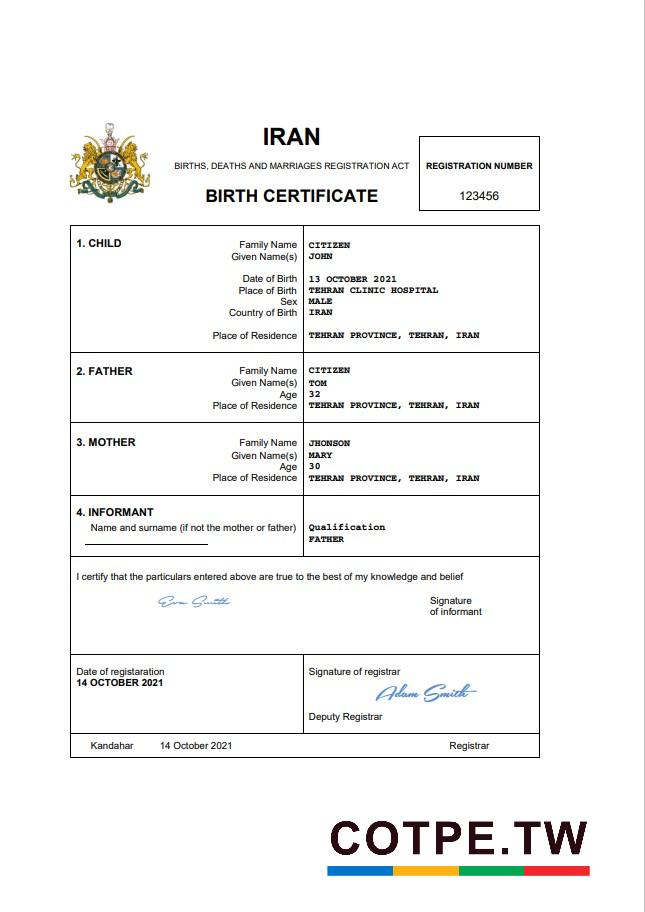 IRAN
BIRTHS, DEATHS AND MARRIAGES REGISTRATION ACT
BIRTH CERTIFICATE
REGISTRATION NUMBER
123456
1. CHILD
Family Name CITIZEN
Given Name(s) JOHN
Date of Birth 13 OCTOBER 2021
Place of Birth TEHRAN CLINIC HOSPITAL
Sex MALE
Country of Birth IRAN
Place of Residence TEHRAN PROVINCE, TEHRAN, IRAN
2. FATHER
Family Name CITIZEN
Given Name(s) TOM
Age 32
Place of Residence TEHRAN PROVINCE, TEHRAN, IRAN
3. MOTHER
Family Name JHONSON
Given Name(s) MARY
Age 30
Place of Residence TEHRAN PROVINCE, TEHRAN, IRAN
4. INFORMANT
Name and surname (if not the mother or father) Qualification
FATHER
I certify that the particulars entered above are true to the best of my knowledge and belief
Eva Smith
Signature
of informant
Date of registaration
14 OCTOBER 2021
Signature of registrar
Adam Smith
Deputy Registrar
Kandahar 14 October 2021 Registrar
COTPE.TW